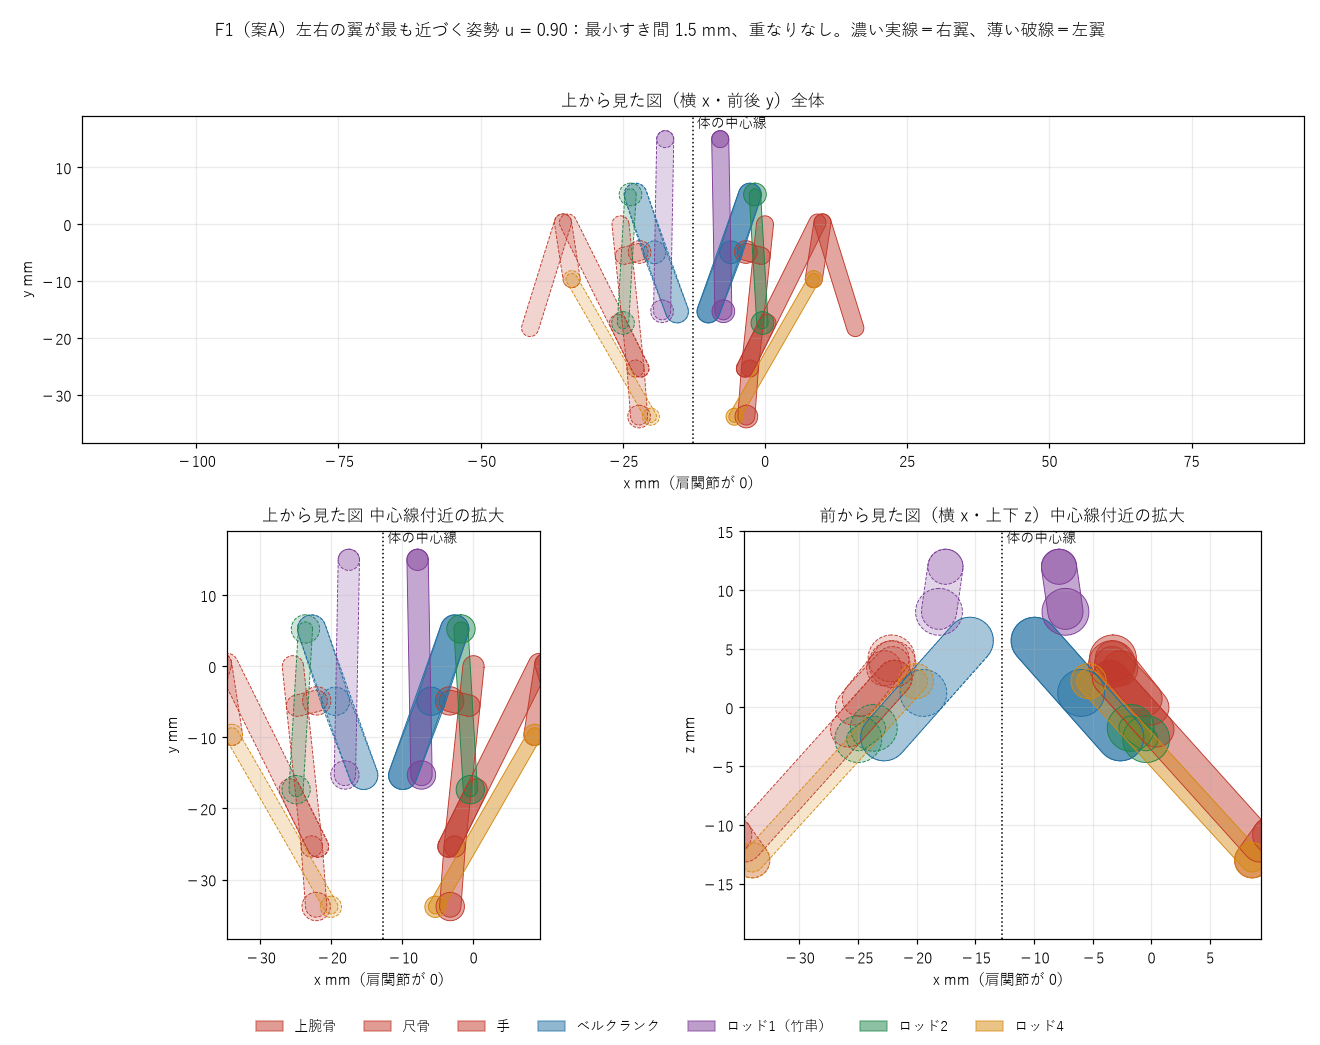 F1（案A）左右の翼が最も近づく姿勢 u = 0.90：最小すき間 1.5 mm、重なりなし。濃い実線＝右翼、薄い破線＝左翼
上から見た図（横 x・前後 y）全体
体の中心線
y mm
10
0
−10
−20
−30
−100
−75
−50
−25
0
25
50
75
x mm（肩関節が 0）
上から見た図 中心線付近の拡大
体の中心線
y mm
10
0
−10
−20
−30
−30
−20
−10
0
x mm（肩関節が 0）
前から見た図（横 x・上下 z）中心線付近の拡大
体の中心線
z mm
15
10
5
0
−5
−10
−15
−30
−25
−20
−15
−10
−5
0
5
x mm（肩関節が 0）
上腕骨
尺骨
手
ベルクランク
ロッド1（竹串）
ロッド2
ロッド4